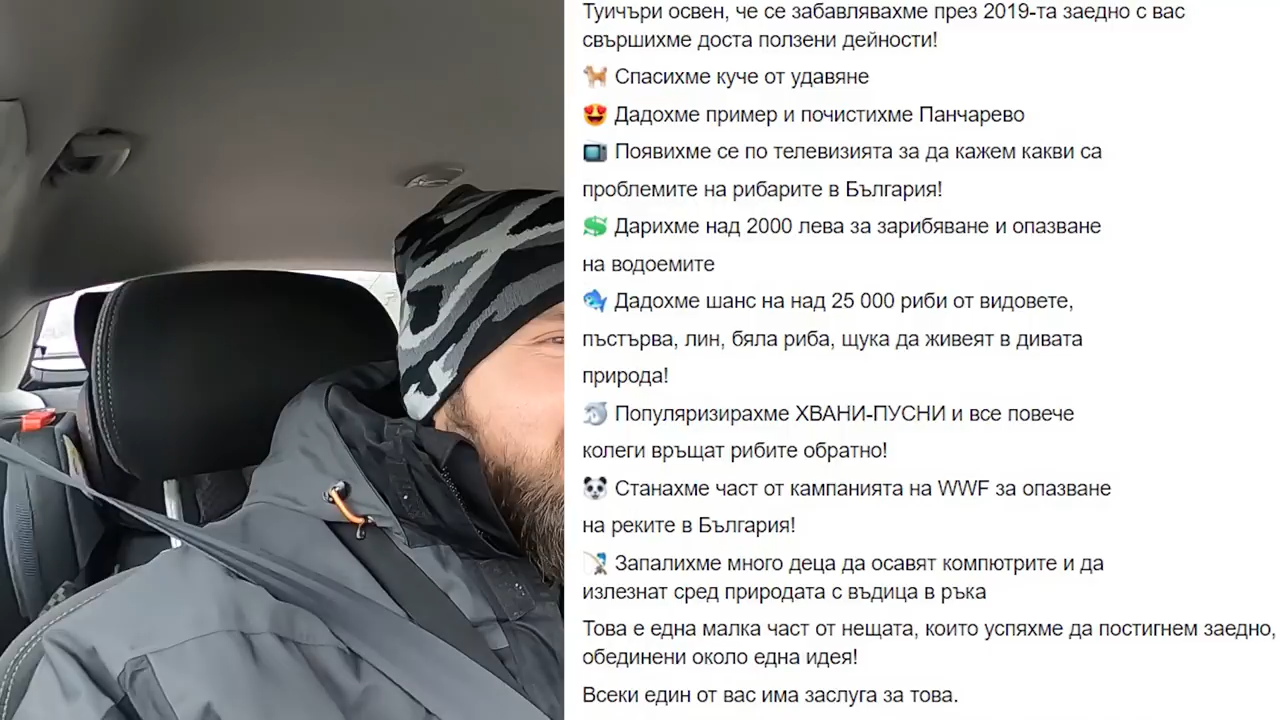 Туичъри освен, че се забавлявахме през 2019-та заедно с вас
свършихме доста ползени дейности!
🐕 Спасихме куче от удавяне
😍 Дадохме пример и почистихме Панчарево
📺 Появихме се по телевизията за да кажем какви са
проблемите на рибарите в България!
💲 Дарихме над 2000 лева за зарибяване и опазване
на водоемите
🐟 Дадохме шанс на над 25 000 риби от видовете,
пъстърва, лин, бяла риба, щука да живеят в дивата
природа!
🐬 Популяризирахме ХВАНИ-ПУСНИ и все повече
колеги връщат рибите обратно!
🐼 Станахме част от кампанията на WWF за опазване
на реките в България!
🎣 Запалихме много деца да осавят компютрите и да
излезнат сред природата с въдица в ръка
Това е една малка част от нещата, които успяхме да постигнем заедно,
обединени около една идея!
Всеки един от вас има заслуга за това.